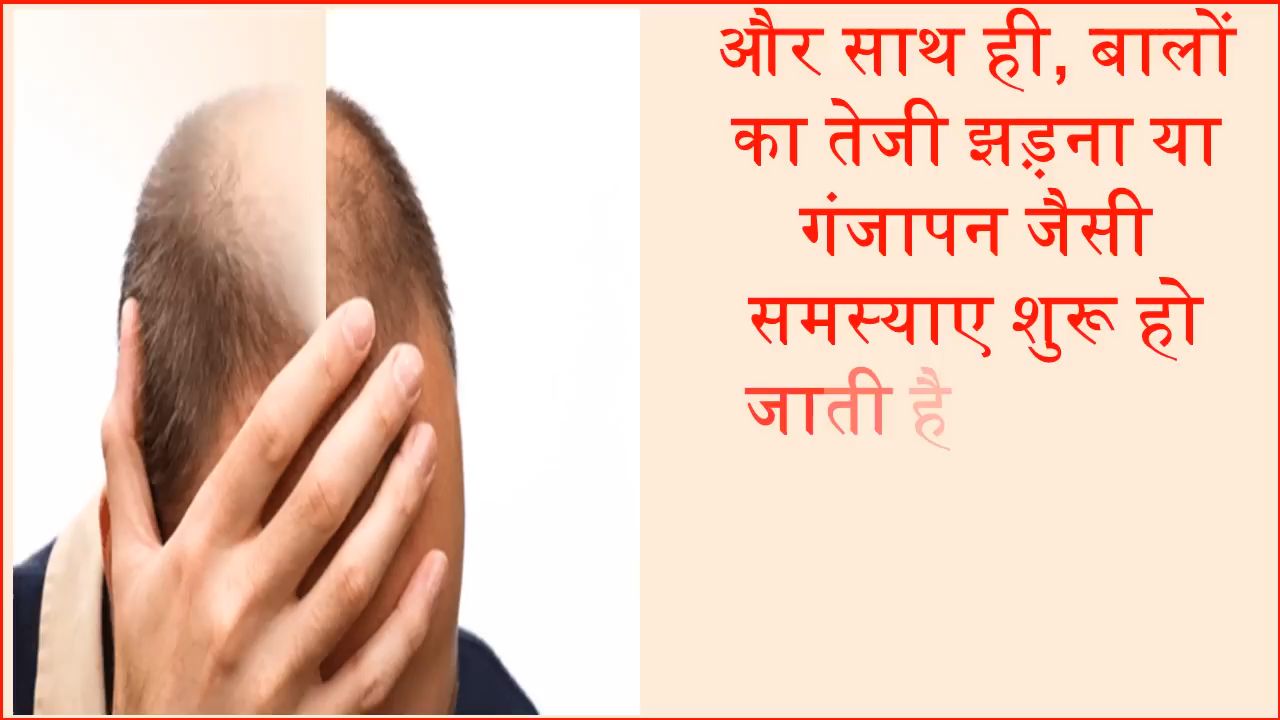 और साथ ही, बालों
का तेजी झड़ना या
गंजापन जैसी
समस्याए शुरू हो
जाती है